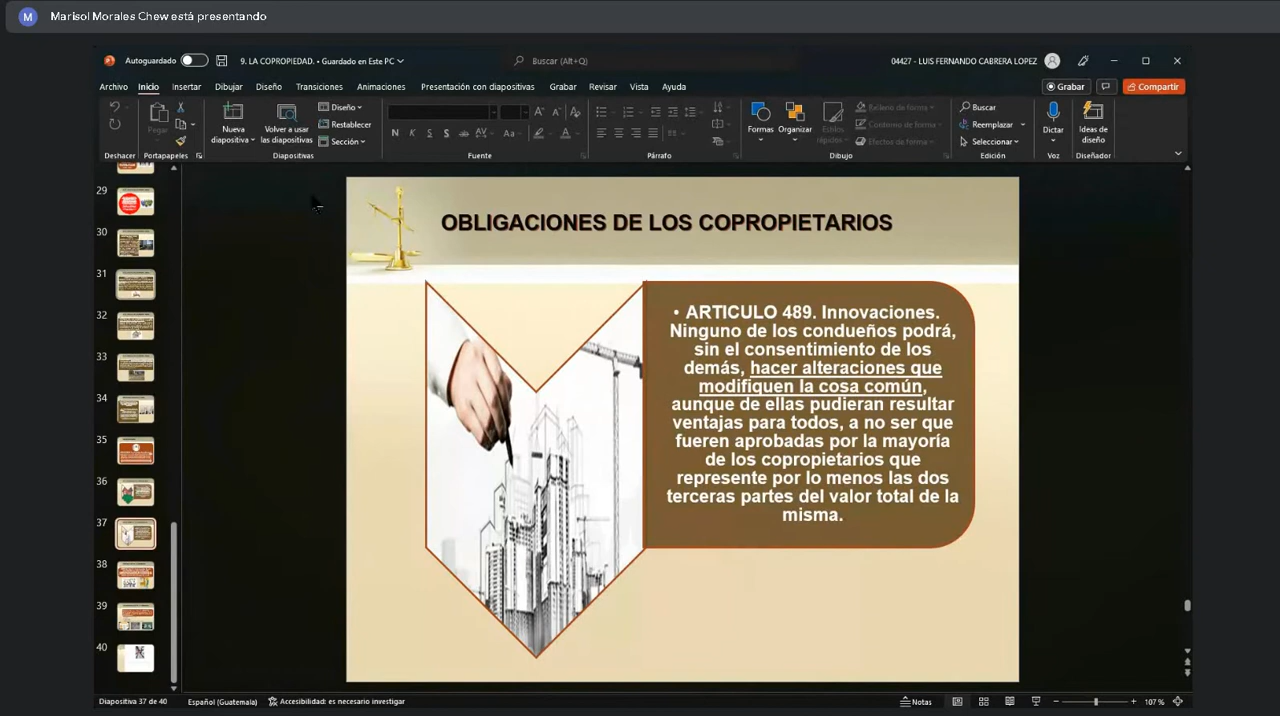 M Marisol Morales Chew está presentando
Autoguardado 9. LA COPROPIEDAD. • Guardado en Este PC Buscar (Alt+Q) 04427 - LUIS FERNANDO CABRERA LOPEZ
Archivo Inicio Insertar Dibujar Diseño Transiciones Animaciones Presentación con diapositivas Grabar Revisar Vista Ayuda Grabar Compartir
Pegar
Nueva diapositiva
Volver a usar las diapositivas
Diseño
Restablecer
Sección
N K S S ab AV Aa A
Formas Organizar Estilos rápidos
Relleno de forma
Contorno de forma
Efectos de forma
Buscar
Reemplazar
Seleccionar
Dictar
Ideas de diseño
Deshacer Portapapeles Diapositivas Fuente Párrafo Dibujo Edición Voz Diseñador
29
30
31
32
33
34
35
36
37
38
39
40
OBLIGACIONES DE LOS COPROPIETARIOS
• ARTICULO 489. Innovaciones.
Ninguno de los condueños podrá,
sin el consentimiento de los
demás, hacer alteraciones que
modifiquen la cosa común,
aunque de ellas pudieran resultar
ventajas para todos, a no ser que
fueren aprobadas por la mayoría
de los copropietarios que
represente por lo menos las dos
terceras partes del valor total de la
misma.
Diapositiva 37 de 40 Español (Guatemala) Accesibilidad: es necesario investigar Notas 107 %